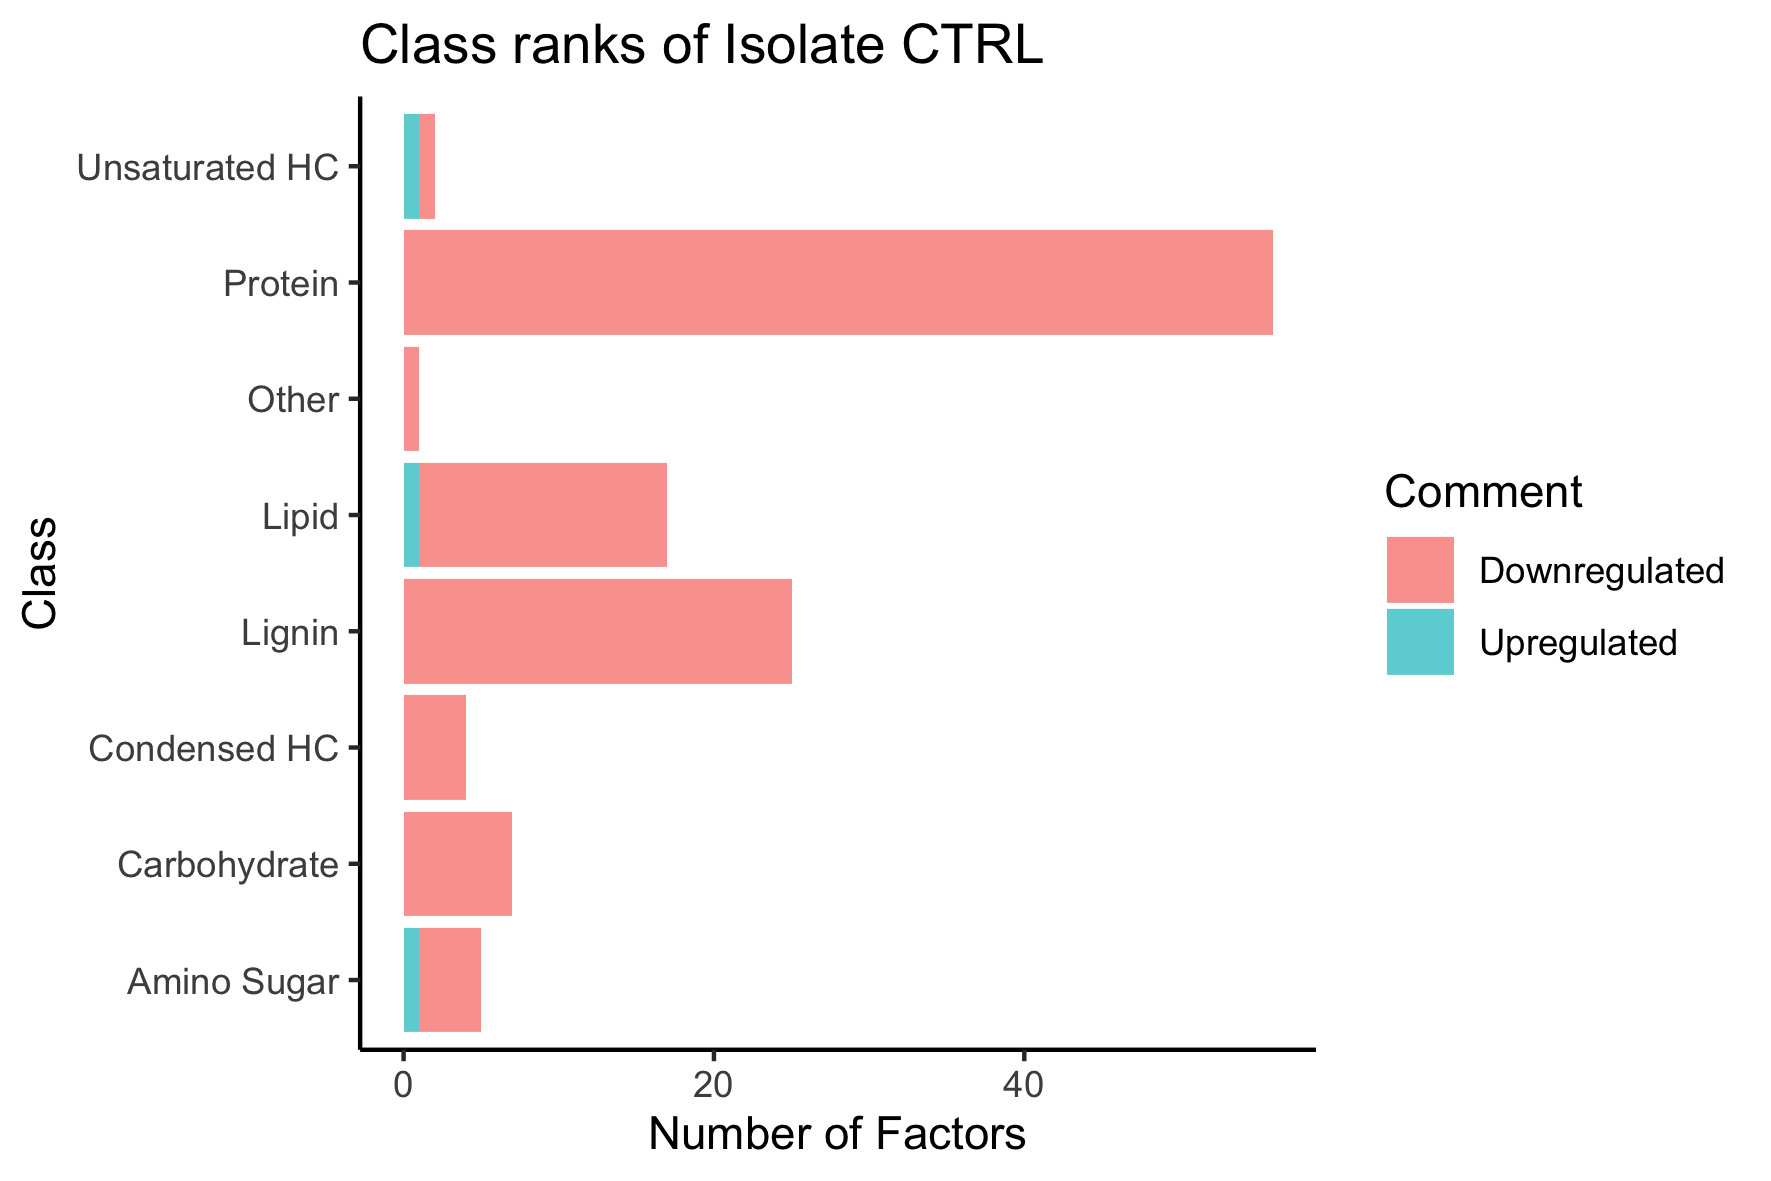 Class ranks of Isolate CTRL
Class
Unsaturated HC
Protein
Other
Lipid
Lignin
Condensed HC
Carbohydrate
Amino Sugar
0 20 40
Number of Factors
Comment
Downregulated
Upregulated